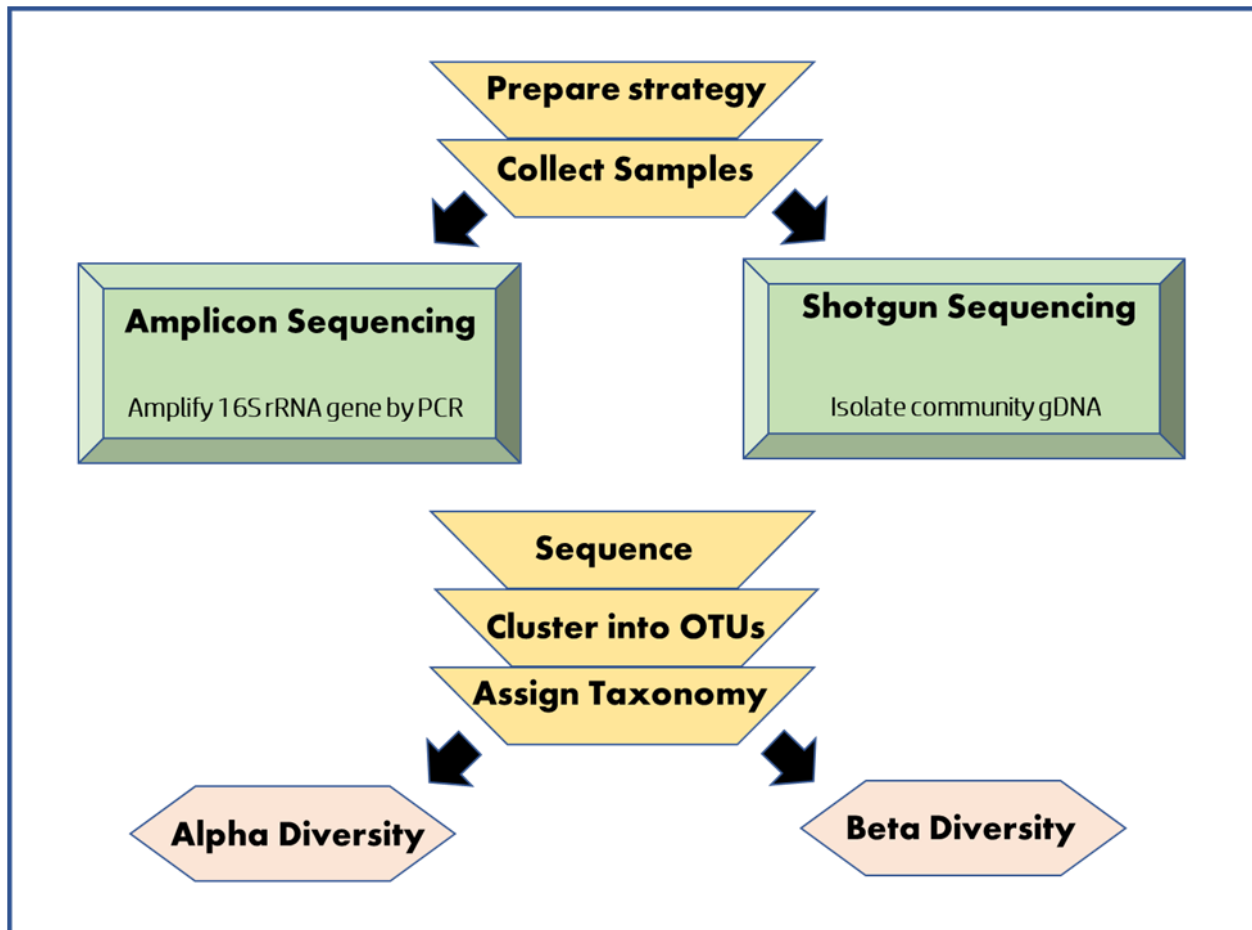 Prepare strategy
Collect Samples
Amplicon Sequencing
Amplify 16S rRNA gene by PCR
Shotgun Sequencing
Isolate community gDNA
Sequence
Cluster into OTUs
Assign Taxonomy
Alpha Diversity
Beta Diversity